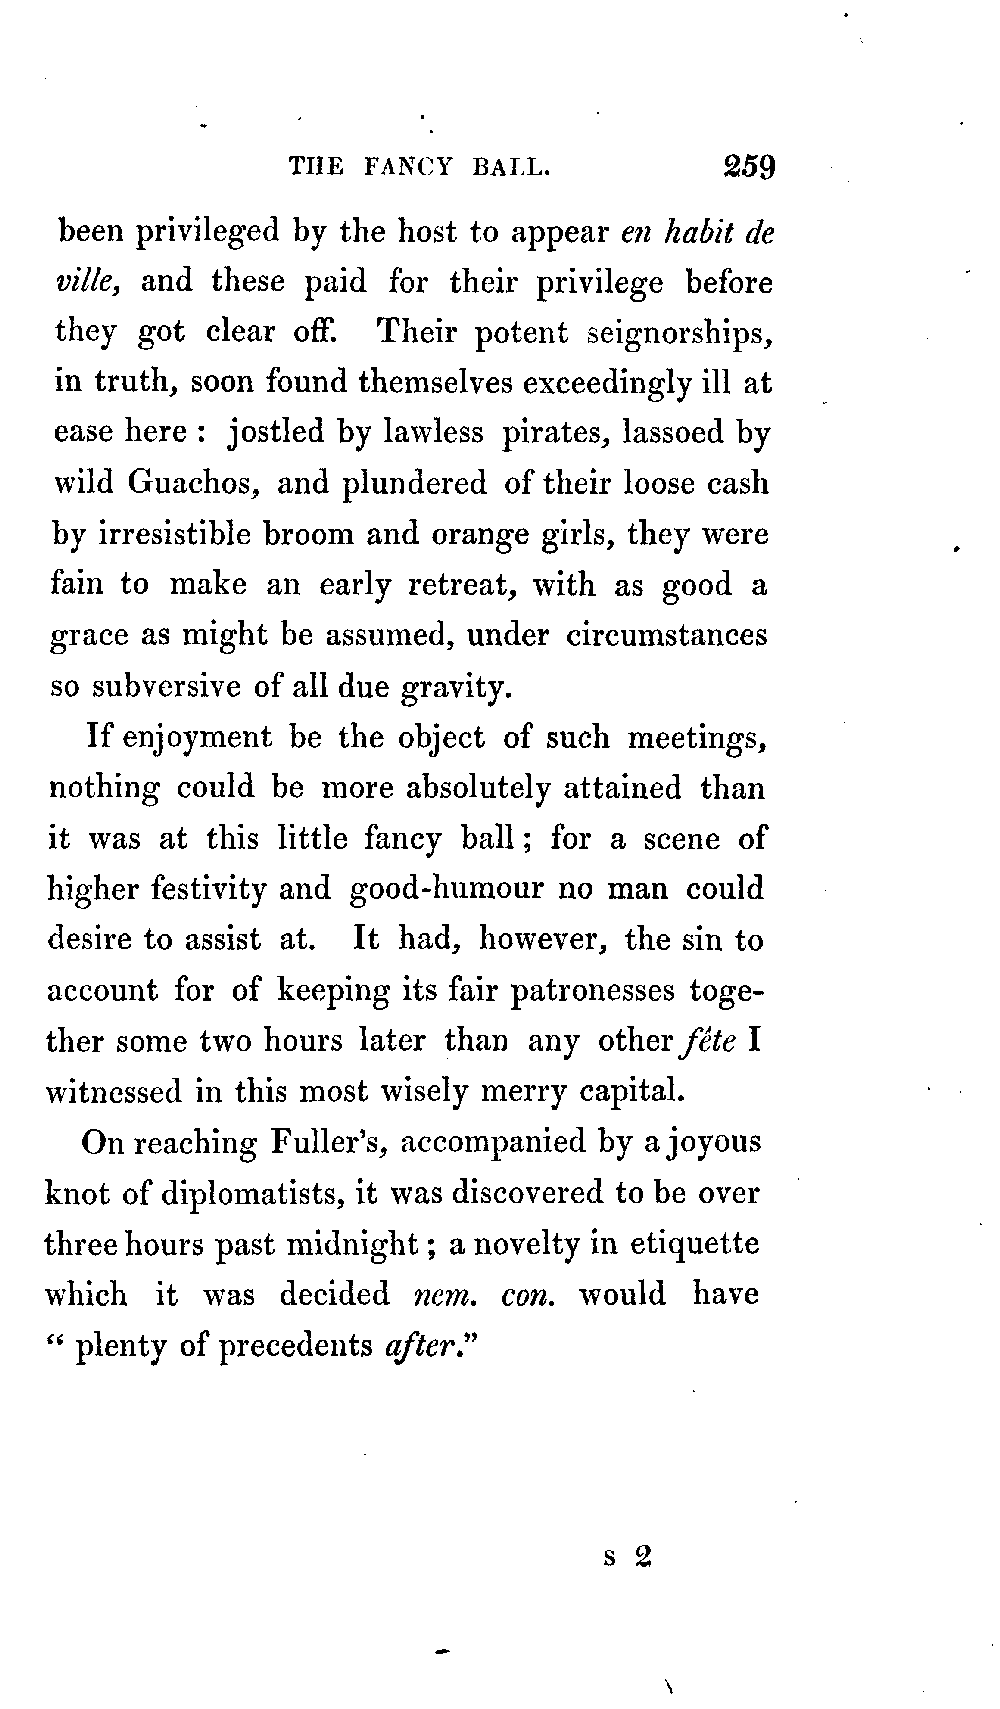 THE FANCY BALL. 259
been privileged by the host to appear en habit de
ville, and these paid for their privilege before
they got clear off. Their potent seignorships,
in truth, soon found themselves exceedingly ill at
ease here : jostled by lawless pirates, lassoed by
wild Guachos, and plundered of their loose cash
by irresistible broom and orange girls, they were
fain to make an early retreat, with as good a
grace as might be assumed, under circumstances
so subversive of all due gravity.
If enjoyment be the object of such meetings,
nothing could be more absolutely attained than
it was at this little fancy ball ; for a scene of
higher festivity and good-humour no man could
desire to assist at. It had, however, the sin to
account for of keeping its fair patronesses toge-
ther some two hours later than any other fête I
witnessed in this most wisely merry capital.
On reaching Fuller's, accompanied by a joyous
knot of diplomatists, it was discovered to be over
three hours past midnight ; a novelty in etiquette
which it was decided nem. con. would have
“ plenty of precedents after.”
s 2